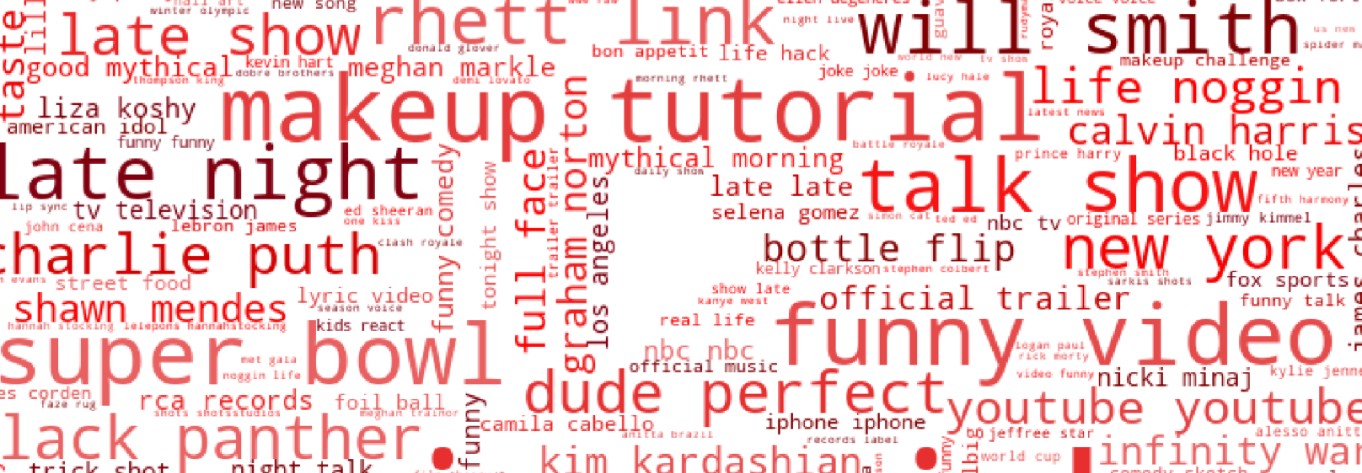 nail art
winter olympic
new song
ellen degeneres
rhett link
will smith
late show
taste
donald glover
night live
guava
rudyman
royal
us nen
spider m
good mythical
kevin hart
dobre brothers
meghan markle
bon appetit
life hack
world new
tv show
makeup challenge
thompson king
demi lovato
morning rhett
joke joke
lucy hale
life noggin
liza koshy
makeup tutorial
latest news
american idol
calvin harris
funny funny
battle royale
late night
mythical morning
prince harry
black hole
daily show
talk show
new year
late late
lip sync
tv television
ed sheeran
selena gomez
simon cat
ted ed
nbc tv
original series
jimmy kimmel
fifth harmony
john cena
lebron james
one kiss
charlie puth
clash royale
funny comedy
tonight show
full face
trailer trailer
graham norton
los angeles
bottle flip
new york
james charles
evans
street food
kelly clarkson
stephen colbert
stephen smith
sarkis shots
fox sports
shawn mendes
lyric video
season voice
show late
kanye west
official trailer
funny talk
hannah stocking
lelepons hannahstocking
kids react
real life
funny video
super bowl
met gala
noggin life
nbc nbc
official music
logan paul
rick morty
video funny
nicki minaj
kylie jenne
es corden
faze rug
rca records
foil ball
dude perfect
youtube youtube
shots shotsstudios
meghan trainor
funny
camila cabello
anitta brazil
iphone iphone
records label
jeffree star
alesso anitt
lack panther
kim kardashian
funny
world cup
infinity war
trick shot
night talk
comedy sketch